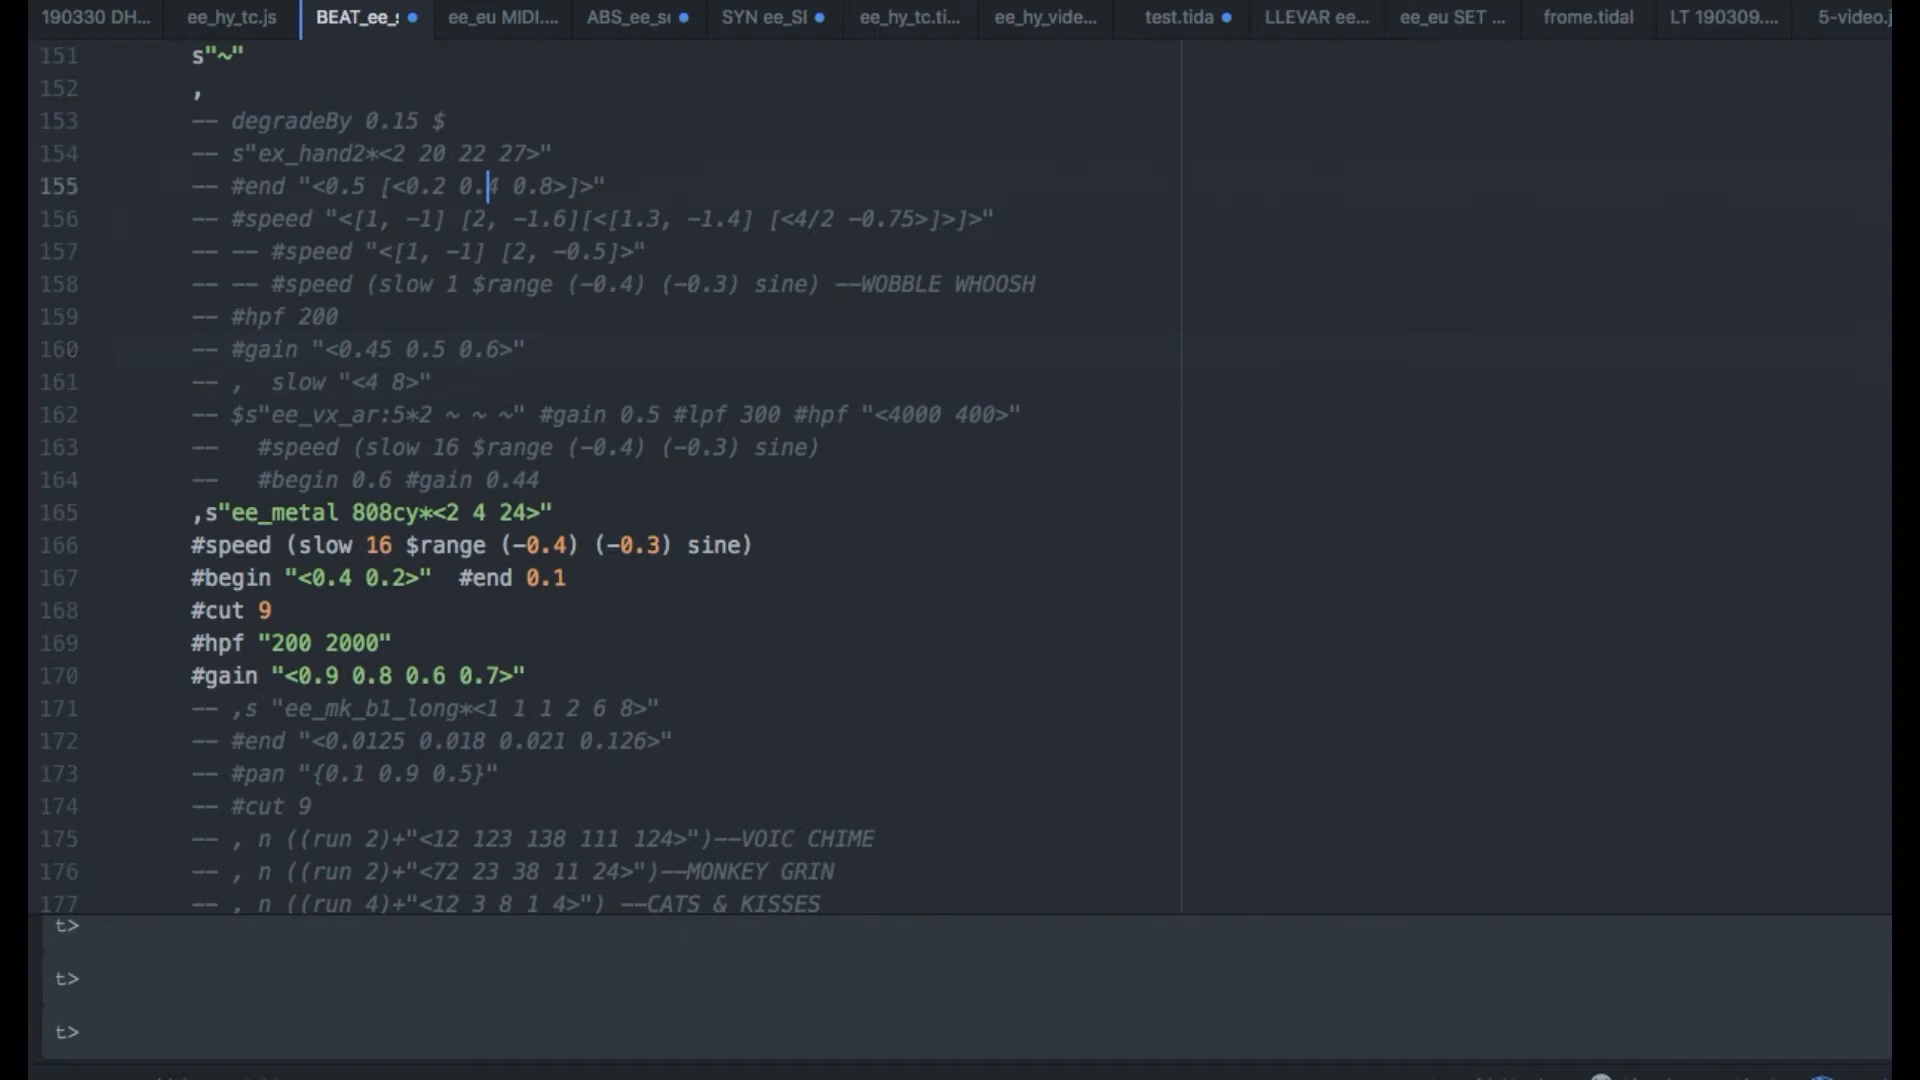 190330 DH...
ee_hy_tc.js
BEAT_ee_s
ee_eu MIDI....
ABS_ee_se
SYN ee_SI
ee_hy_tc.ti...
ee_hy_vide...
test.tida
LLEVAR ee...
ee_eu SET ...
frome.tidal
LT 190309....
5-video.j
151 s"~"
152 ,
153 -- degradeBy 0.15 $
154 -- s"ex_hand2*<2 20 22 27>"
155 -- #end "<0.5 [<0.2 0.4 0.8>]>"
156 -- #speed "<[1, -1] [2, -1.6][<[1.3, -1.4] [<4/2 -0.75>]>]>"
157 -- -- #speed "<[1, -1] [2, -0.5]>"
158 -- -- #speed (slow 1 $range (-0.4) (-0.3) sine) --WOBBLE WHOOSH
159 -- #hpf 200
160 -- #gain "<0.45 0.5 0.6>"
161 -- ,  slow "<4 8>"
162 -- $s"ee_vx_ar:5*2 ~ ~ ~" #gain 0.5 #lpf 300 #hpf "<4000 400>"
163 --   #speed (slow 16 $range (-0.4) (-0.3) sine)
164 --   #begin 0.6 #gain 0.44
165 ,s"ee_metal 808cy*<2 4 24>"
166 #speed (slow 16 $range (-0.4) (-0.3) sine)
167 #begin "<0.4 0.2>"  #end 0.1
168 #cut 9
169 #hpf "200 2000"
170 #gain "<0.9 0.8 0.6 0.7>"
171 -- ,s "ee_mk_b1_long*<1 1 1 2 6 8>"
172 -- #end "<0.0125 0.018 0.021 0.126>"
173 -- #pan "{0.1 0.9 0.5}"
174 -- #cut 9
175 -- , n ((run 2)+"<12 123 138 111 124>")--VOIC CHIME
176 -- , n ((run 2)+"<72 23 38 11 24>")--MONKEY GRIN
177 -- , n ((run 4)+"<12 3 8 1 4>") --CATS & KISSES
t>
t>
t>